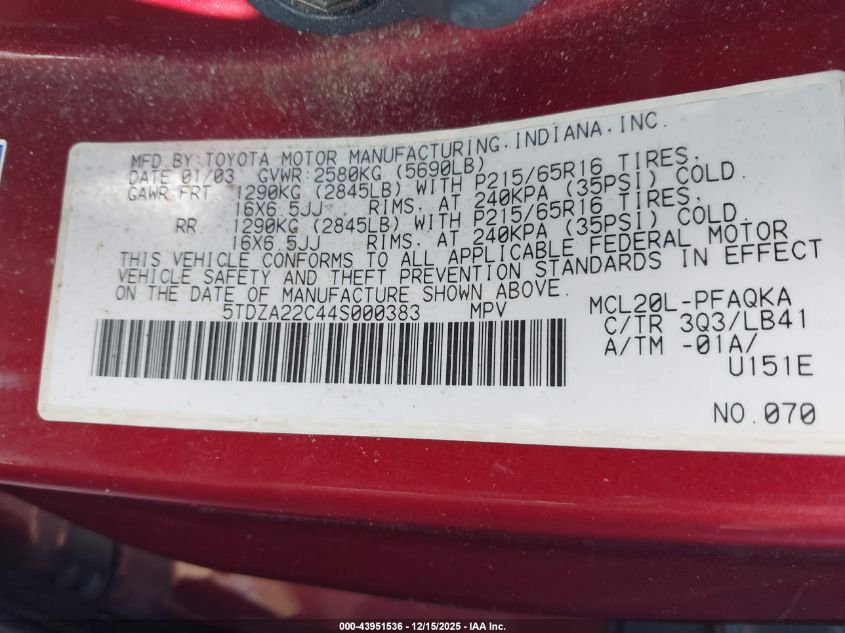 MFD.BY TOYOTA MOTOR MANUFACTURING,INDIANA,INC.
DATE 01/03 GVWR:2580KG (5690LB)
GAWR FRT. 1290KG (2845LB) WITH P215/65R16 TIRES,
16X6.5JJ RIMS, AT 240KPA (35PSI) COLD.
RR. 1290KG (2845LB) WITH P215/65R16 TIRES,
16X6.5JJ RIMS, AT 240KPA (35PSI) COLD.
THIS VEHICLE CONFORMS TO ALL APPLICABLE FEDERAL MOTOR
VEHICLE SAFETY AND THEFT PREVENTION STANDARDS IN EFFECT
ON THE DATE OF MANUFACTURE SHOWN ABOVE.
5TDZA22C44S000383 MPV
MCL20L-PFAQKA
C/TR 3Q3/LB41
A/TM -01A/
U151E
NO.070
000-43951536 - 12/15/2025 - IAA Inc.